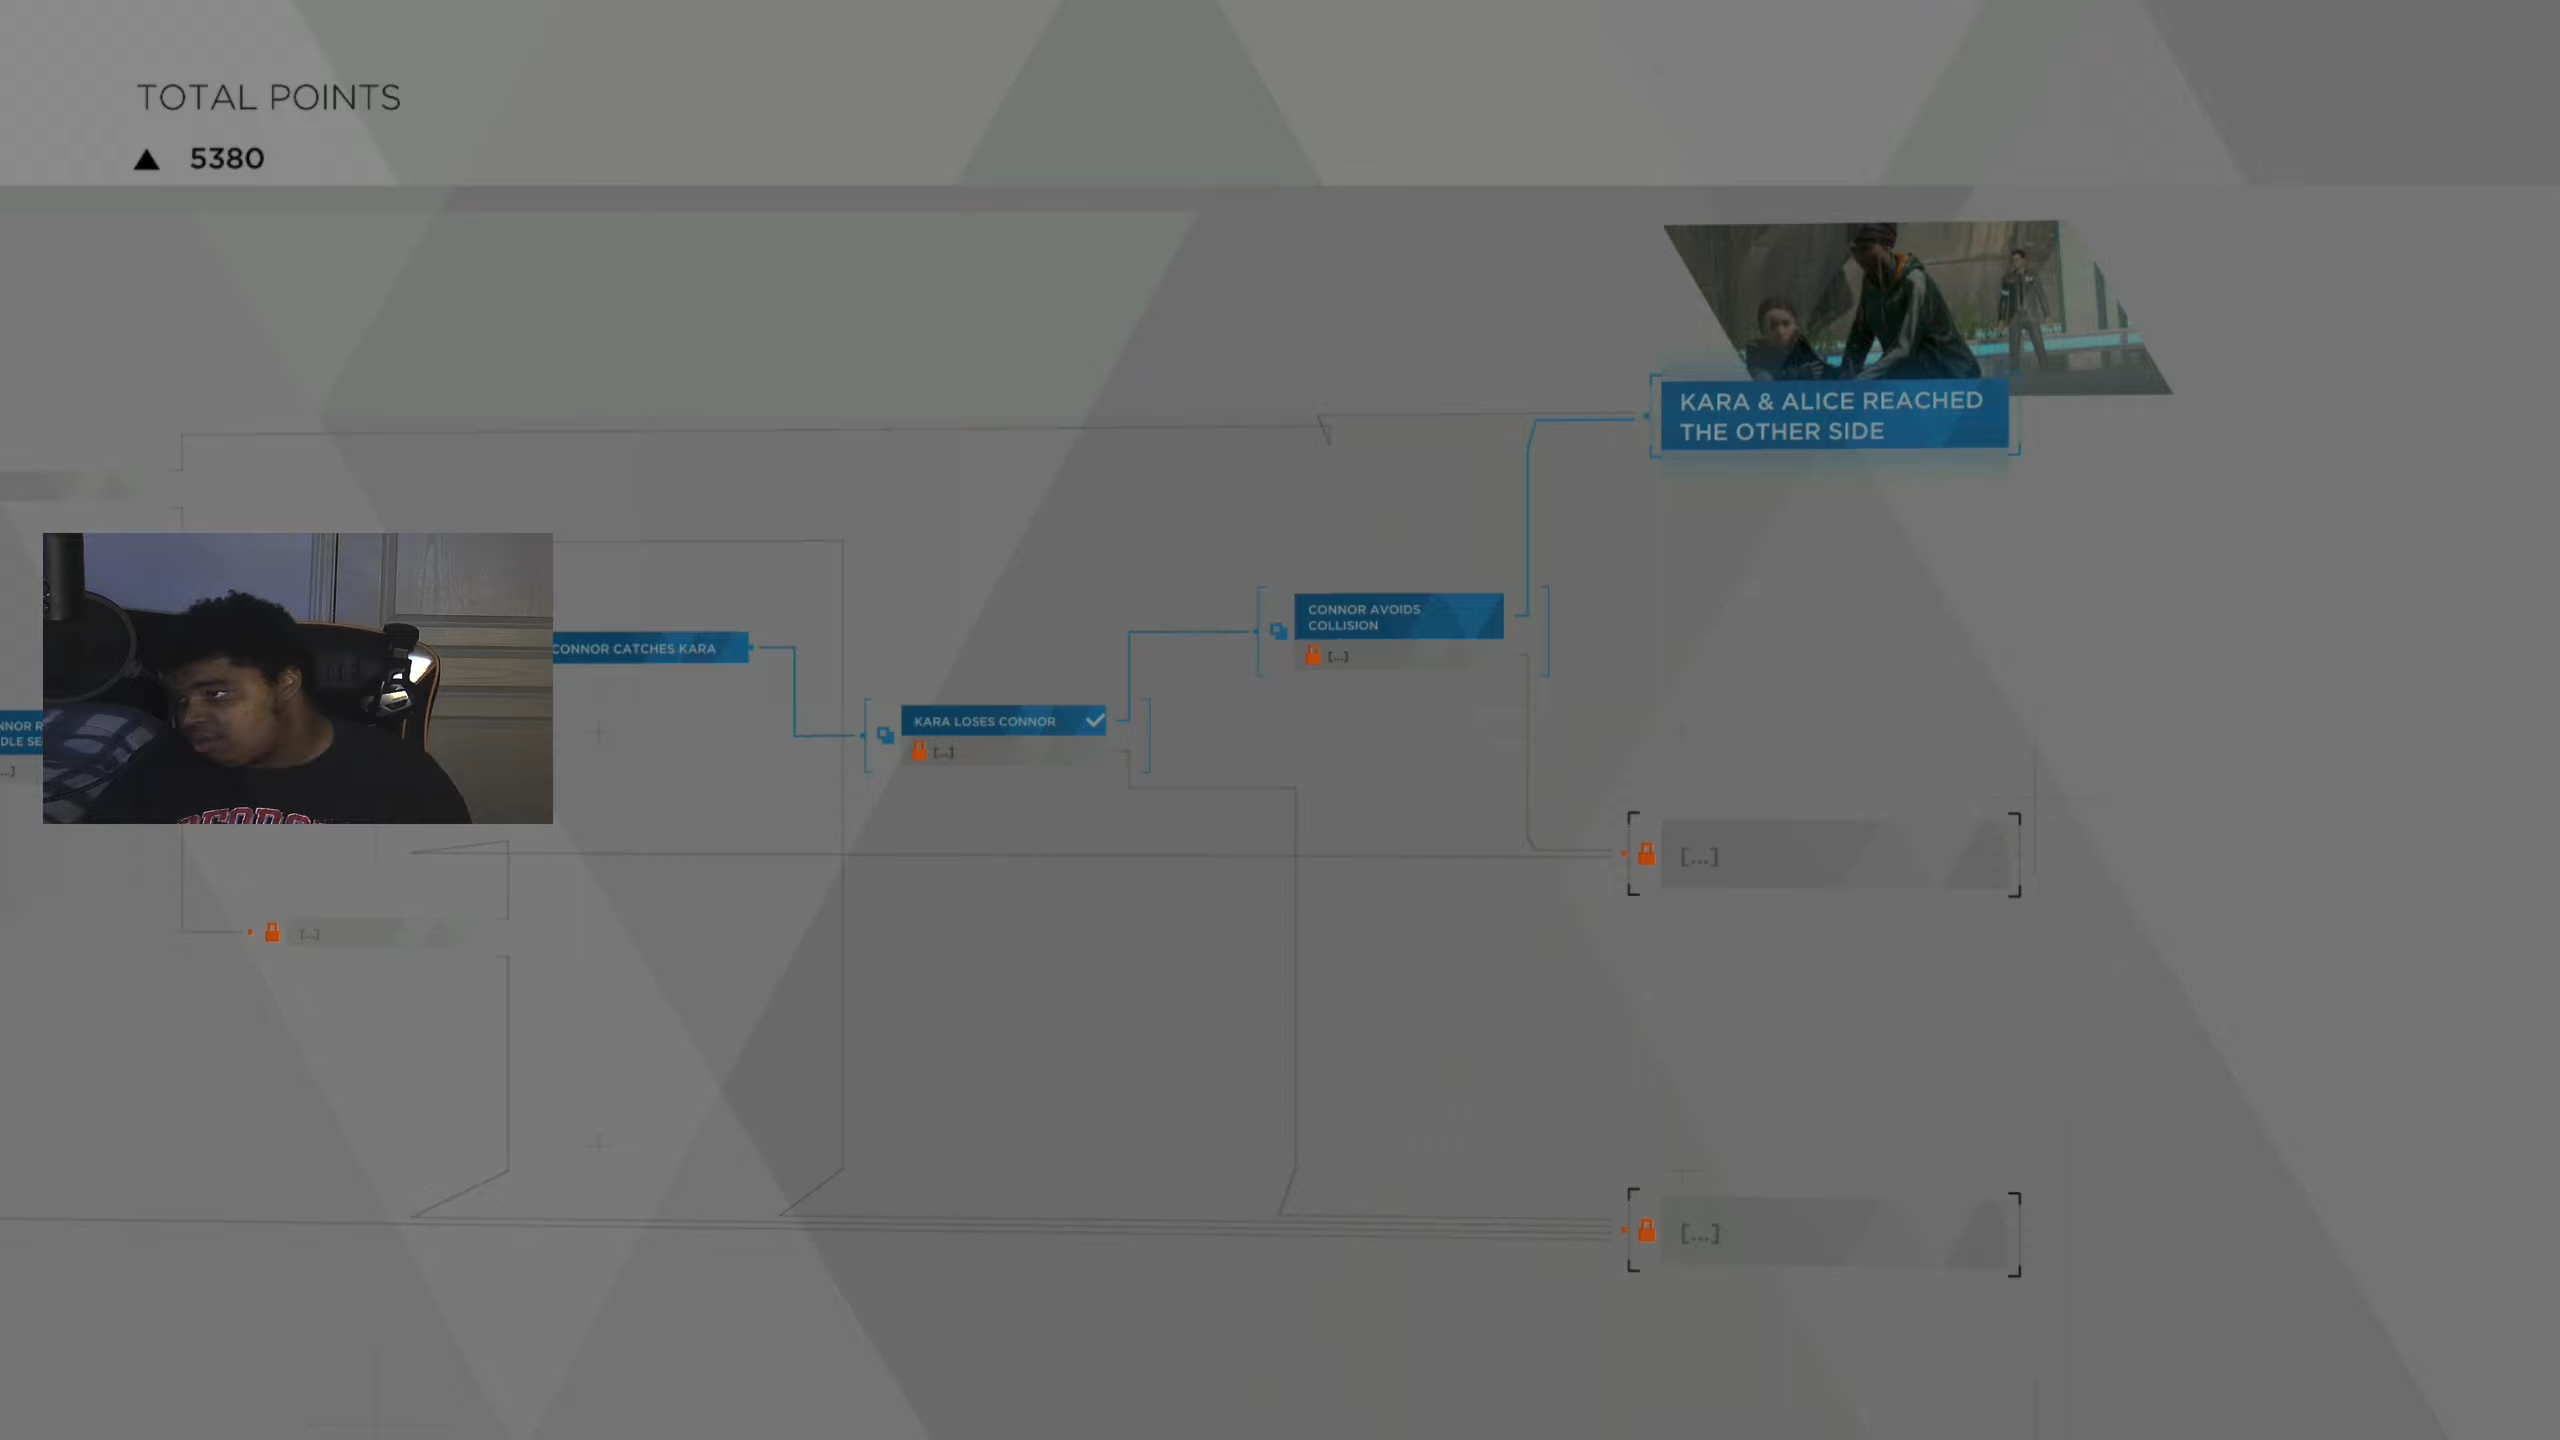 TOTAL POINTS
▲ 5380
KARA & ALICE REACHED
THE OTHER SIDE
CONNOR AVOIDS
COLLISION
[...]
CONNOR CATCHES KARA
KARA LOSES CONNOR
[...]
[...]
[...]
[...]